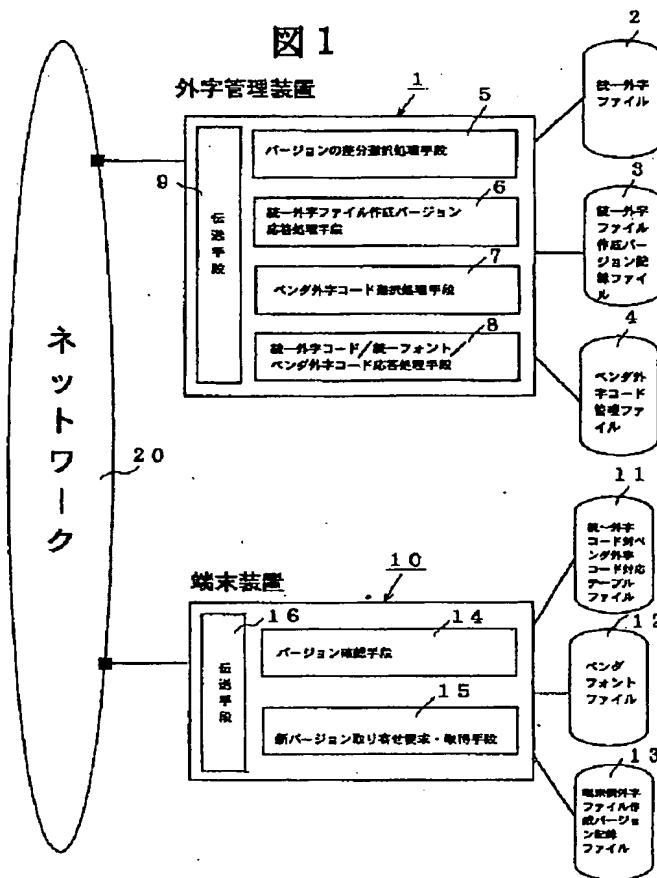 図１
外字管理装置
1
9
伝送手段
5
バージョンの差分選択処理手段
6
統一外字ファイル作成バージョン
応答処理手段
7
ベンダ外字コード選択処理手段
8
統一外字コード/統一フォント/
ベンダ外字コード応答処理手段
2
統一外字
ファイル
3
統一外字
ファイル
作成バー
ジョン記
録ファイ
ル
4
ベンダ外
字コード
管理ファ
イル
ネットワーク
20
端末装置
10
16
伝送手段
14
バージョン確認手段
15
新バージョン取り寄せ要求・取得手段
11
統一外字
コード対ベ
ンダ外字
コード対応
テーブル
ファイル
12
ベンダ
フォント
ファイル
13
端末側外字
ファイル作
成バージョ
ン記録
ファイル